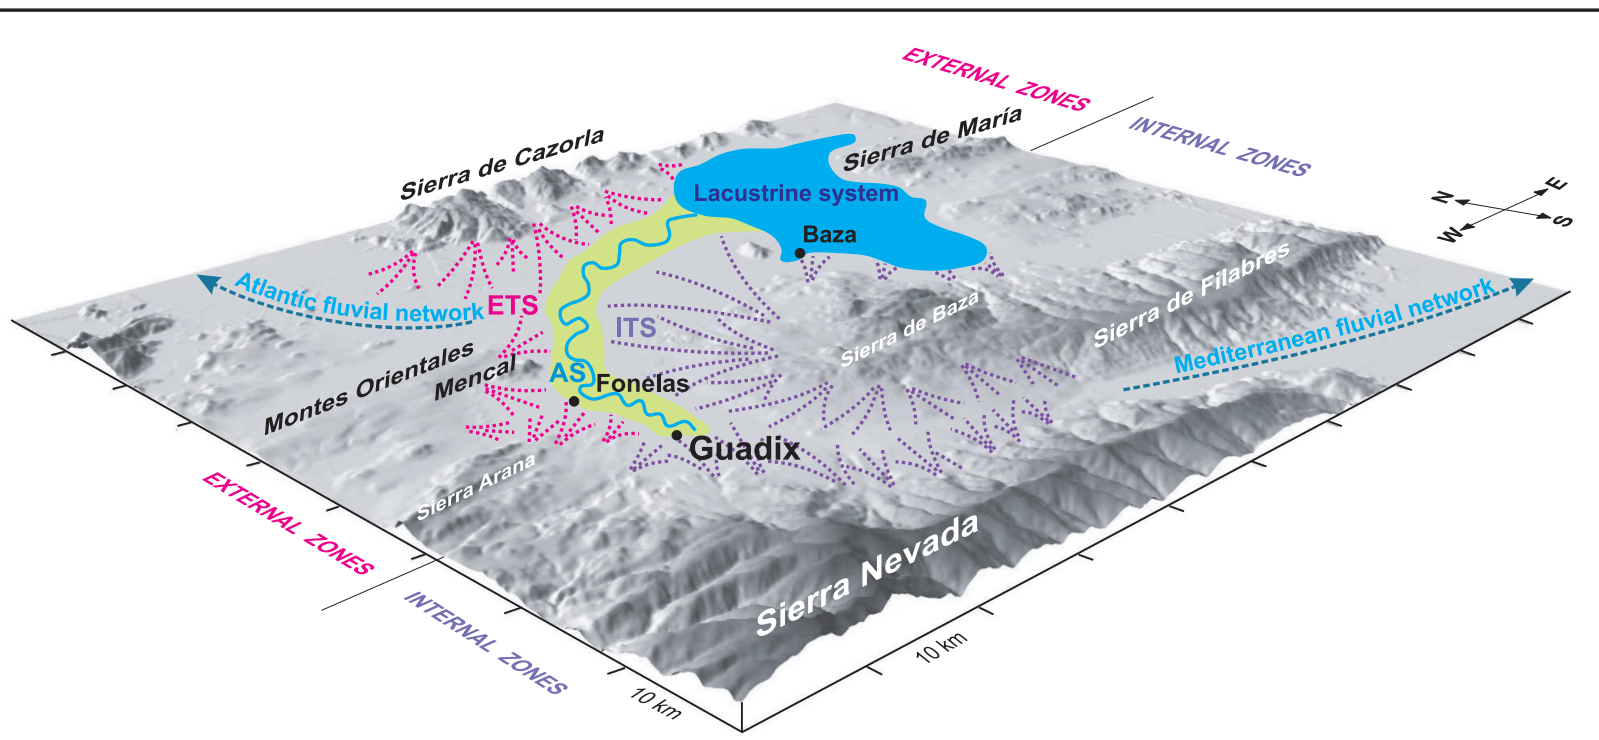 EXTERNAL ZONES
INTERNAL ZONES
Sierra de Cazorla
Sierra de María
Lacustrine system
N
E
W
S
Baza
Atlantic fluvial network
ETS
ITS
Sierra de Baza
Sierra de Filabres
Mediterranean fluvial network
Montes Orientales
Mencal
AS
Fonelas
Guadix
Sierra Arana
Sierra Nevada
EXTERNAL ZONES
INTERNAL ZONES
10 km
10 km